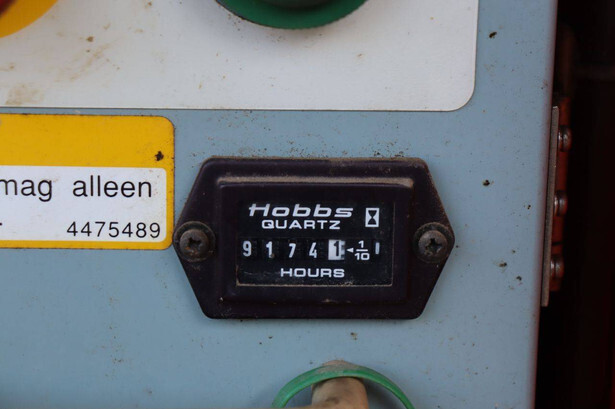 mag alleen
4475489
Hobbs
QUARTZ
9174 1 ◄ 1/10
HOURS